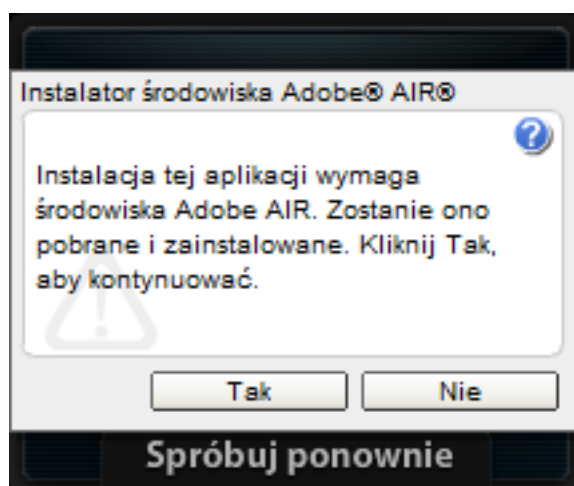 Instalator środowiska Adobe® AIR®
?
Instalacja tej aplikacji wymaga
środowiska Adobe AIR. Zostanie ono
pobrane i zainstalowane. Kliknij Tak,
aby kontynuować.
Tak Nie
Spróbuj ponownie